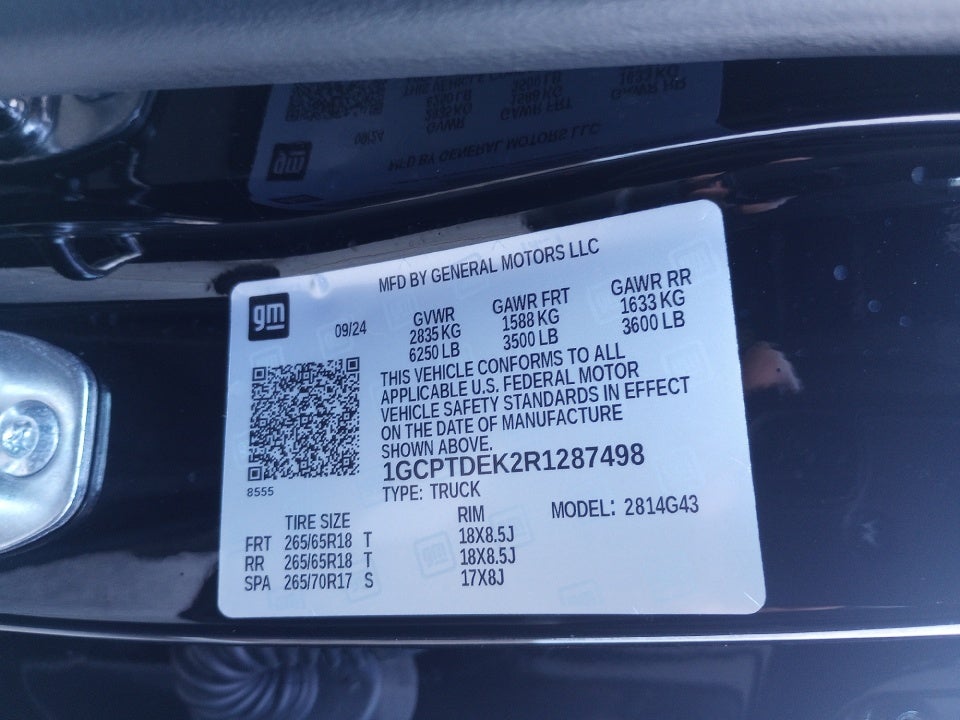 MFD BY GENERAL MOTORS LLC
gm
09/24
GVWR
2835 KG
6250 LB
GAWR FRT
1588 KG
3500 LB
GAWR RR
1633 KG
3600 LB
THIS VEHICLE CONFORMS TO ALL
APPLICABLE U.S. FEDERAL MOTOR
VEHICLE SAFETY STANDARDS IN EFFECT
ON THE DATE OF MANUFACTURE
SHOWN ABOVE.
1GCPTDEK2R1287498
8555
TYPE: TRUCK
MODEL: 2814G43
TIRE SIZE RIM
FRT 265/65R18 T 18X8.5J
RR 265/65R18 T 18X8.5J
SPA 265/70R17 S 17X8J